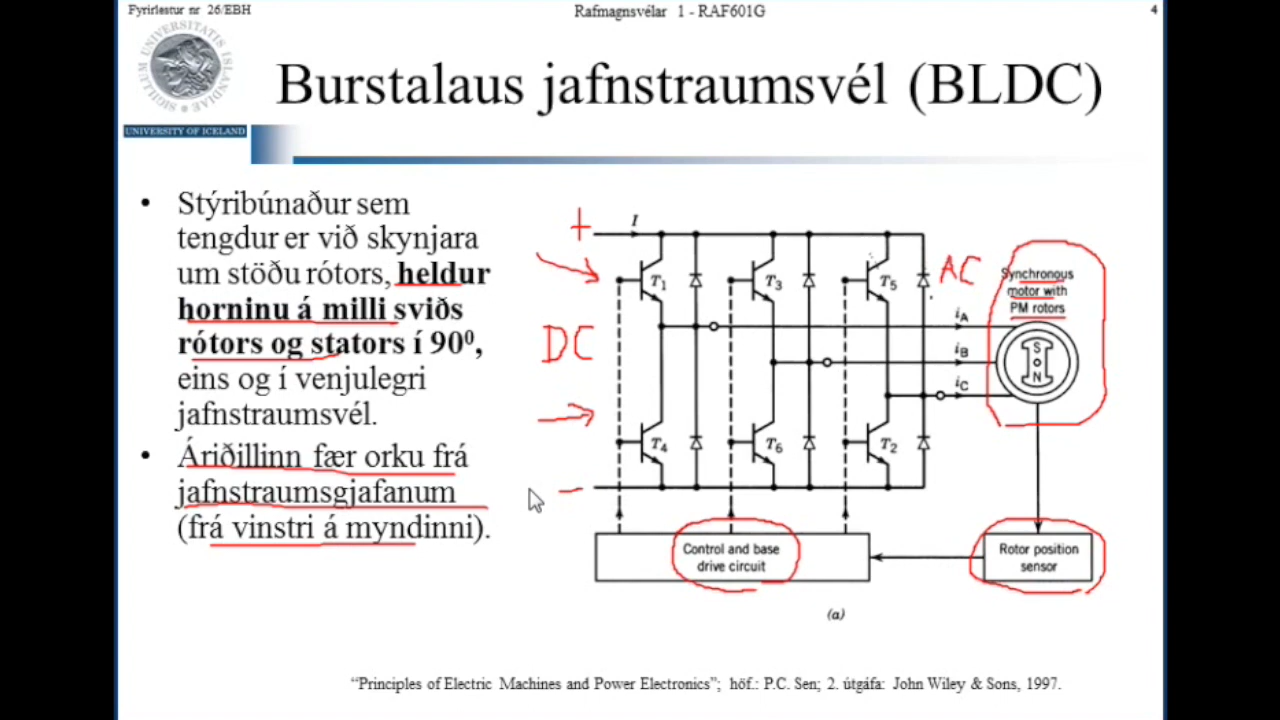 Fyrirlestur nr 26/EBH
Rafmagnsvélar 1 - RAF601G
4
SIGILLUM UNIVERSITATIS ISLANDIAE
UNIVERSITY OF ICELAND
Burstalaus jafnstraumsvél (BLDC)
• Stýribúnaður sem
tengdur er við skynjara
um stöðu rótors, heldur
horninu á milli sviðs
rótors og stators í 90⁰,
eins og í venjulegri
jafnstraumsvél.
• Áriðillinn fær orku frá
jafnstraumsgjafanum
(frá vinstri á myndinni).
+
I
T1
T3
T5
AC
Synchronous
motor with
PM rotors
iA
iB
iC
S
N
DC
T4
T6
T2
–
Control and base
drive circuit
Rotor position
sensor
(a)
“Principles of Electric Machines and Power Electronics”; höf.: P.C. Sen; 2. útgáfa: John Wiley & Sons, 1997.